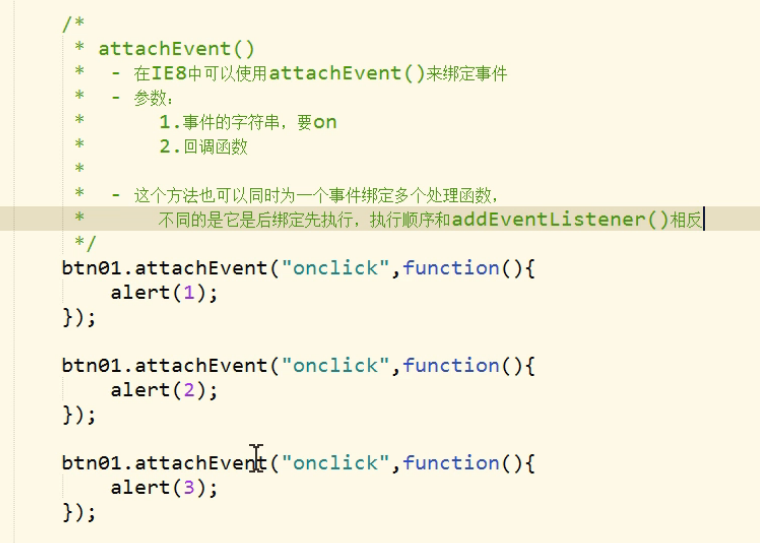 /*
 * attachEvent()
 *  - 在IE8中可以使用attachEvent()来绑定事件
 *  - 参数：
 *      1.事件的字符串，要on
 *      2.回调函数
 *
 *  - 这个方法也可以同时为一个事件绑定多个处理函数，
 *      不同的是它是后绑定先执行，执行顺序和addEventListener()相反
 */
btn01.attachEvent("onclick",function(){
    alert(1);
});

btn01.attachEvent("onclick",function(){
    alert(2);
});

btn01.attachEvent("onclick",function(){
    alert(3);
});